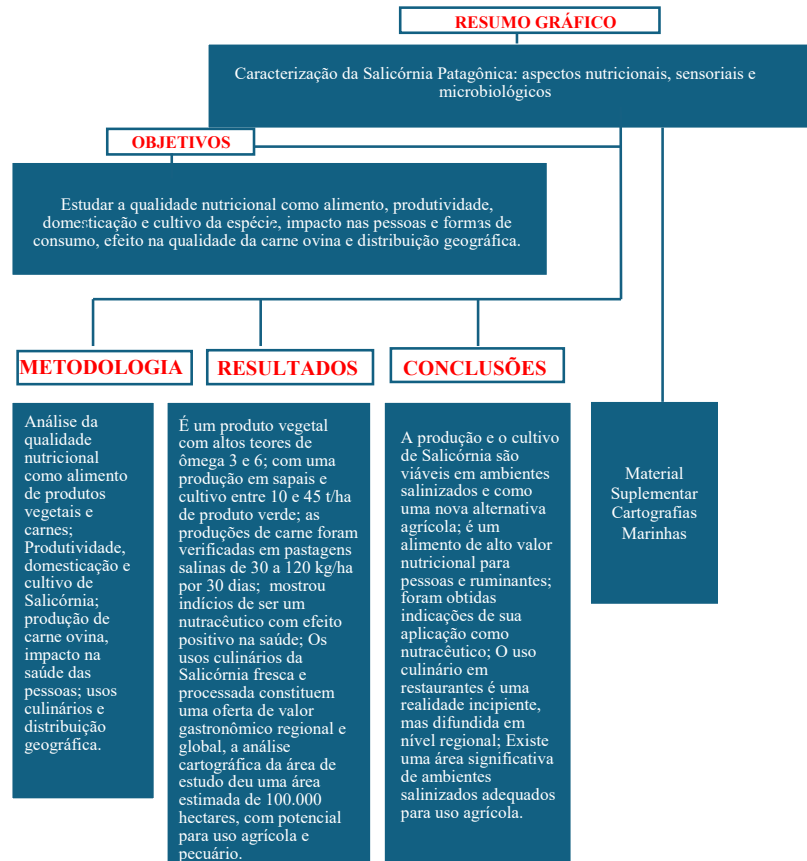 RESUMO GRÁFICO
Caracterização da Salicórnia Patagônica: aspectos nutricionais, sensoriais e
microbiológicos
OBJETIVOS
Estudar a qualidade nutricional como alimento, produtividade,
domesticação e cultivo da espécie, impacto nas pessoas e formas de
consumo, efeito na qualidade da carne ovina e distribuição geográfica.
METODOLOGIA
Análise da
qualidade
nutricional
como alimento
de produtos
vegetais e
carnes;
Produtividade,
domesticação e
cultivo de
Salicórnia;
produção de
carne ovina,
impacto na
saúde das
pessoas; usos
culinários e
distribuição
geográfica.
RESULTADOS
É um produto vegetal
com altos teores de
ômega 3 e 6; com uma
produção em sapais e
cultivo entre 10 e 45 t/ha
de produto verde; as
produções de carne foram
verificadas em pastagens
salinas de 30 a 120 kg/ha
por 30 dias; mostrou
indícios de ser um
nutracêutico com efeito
positivo na saúde; Os
usos culinários da
Salicórnia fresca e
processada constituem
uma oferta de valor
gastronômico regional e
global, a análise
cartográfica da área de
estudo deu uma área
estimada de 100.000
hectares, com potencial
para uso agrícola e
pecuário.
CONCLUSÕES
A produção e o cultivo
de Salicórnia são
viáveis em ambientes
salinizados e como
uma nova alternativa
agrícola; é um
alimento de alto valor
nutricional para
pessoas e ruminantes;
foram obtidas
indicações de sua
aplicação como
nutracêutico; O uso
culinário em
restaurantes é uma
realidade incipiente,
mas difundida em
nível regional; Existe
uma área significativa
de ambientes
salinizados adequados
para uso agrícola.
Material
Suplementar
Cartografias
Marinhas